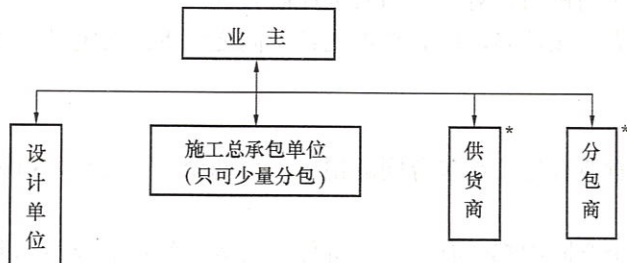 业 主
设计单位
施工总承包单位
(只可少量分包)
供货商
*
分包商
*